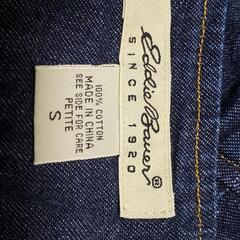 Eddie Bauer®
SINCE 1920
100% COTTON
MADE IN CHINA
SEE SIDE FOR CARE
PETITE
S